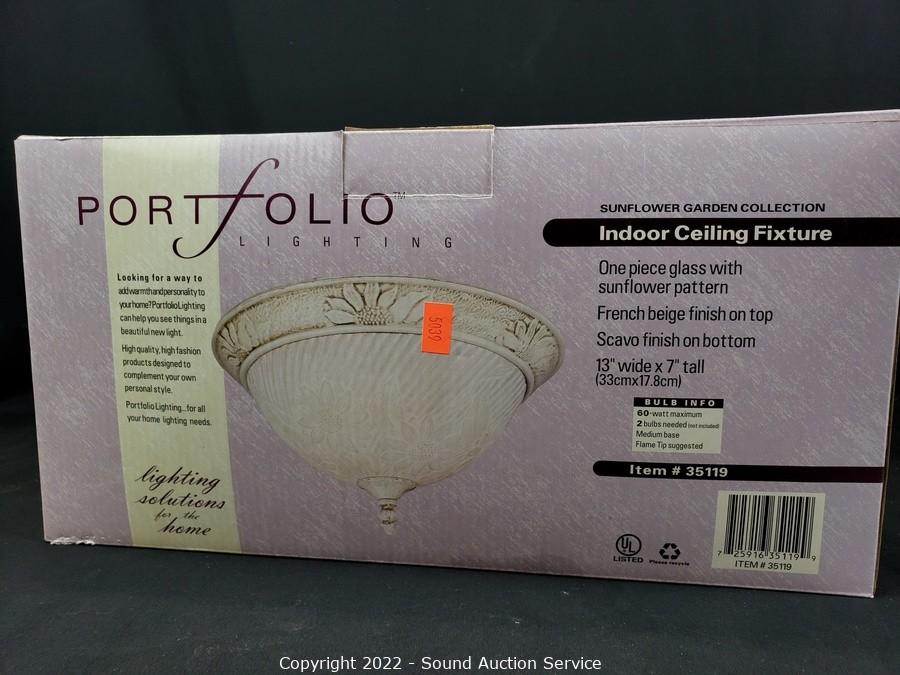 PORTFOLIO™
LIGHTING
Looking for a way to
add warmth and personality to
your home? Portfolio Lighting
can help you see things in a
beautiful new light.
High quality, high fashion
products designed to
complement your own
personal style.
Portfolio Lighting...for all
your home lighting needs.
lighting
solutions
for the
home
5039
SUNFLOWER GARDEN COLLECTION
Indoor Ceiling Fixture
One piece glass with
sunflower pattern
French beige finish on top
Scavo finish on bottom
13" wide x 7" tall
(33cmx17.8cm)
BULB INFO
60-watt maximum
2 bulbs needed (not included)
Medium base
Flame Tip suggested
Item # 35119
UL
LISTED
Please recycle
7 25916 35119 9
ITEM # 35119
Copyright 2022 - Sound Auction Service